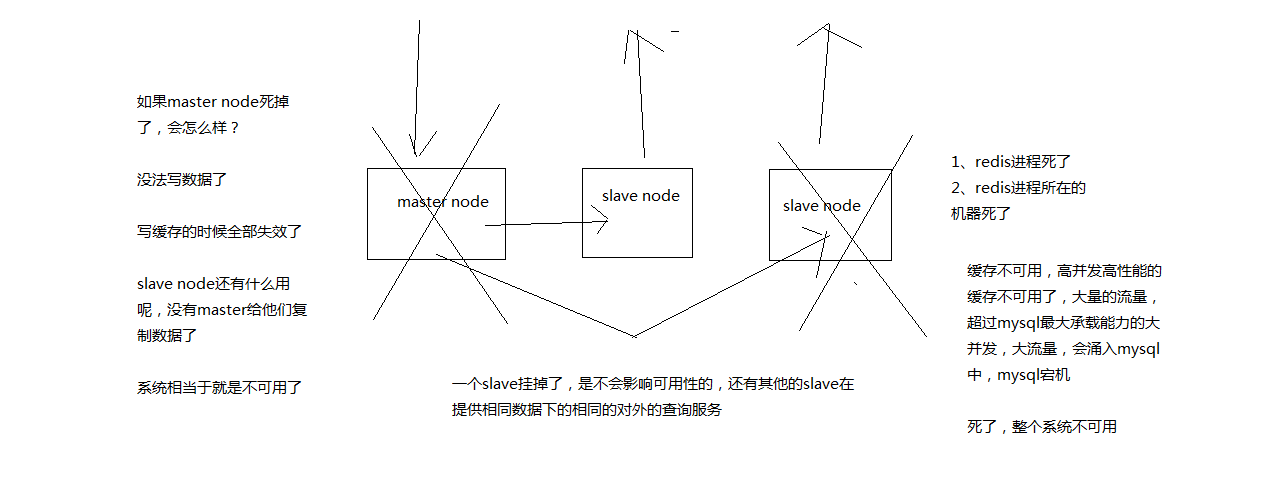 如果master node死掉
了，会怎么样？
没法写数据了
写缓存的时候全部失效了
slave node还有什么用
呢，没有master给他们复
制数据了
系统相当于就是不可用了
master node
slave node
slave node
一个slave挂掉了，是不会影响可用性的，还有其他的slave在
提供相同数据下的相同的对外的查询服务
1、redis进程死了
2、redis进程所在的
机器死了
缓存不可用，高并发高性能的
缓存不可用了，大量的流量，
超过mysql最大承载能力的大
并发，大流量，会涌入mysql
中，mysql宕机
死了，整个系统不可用